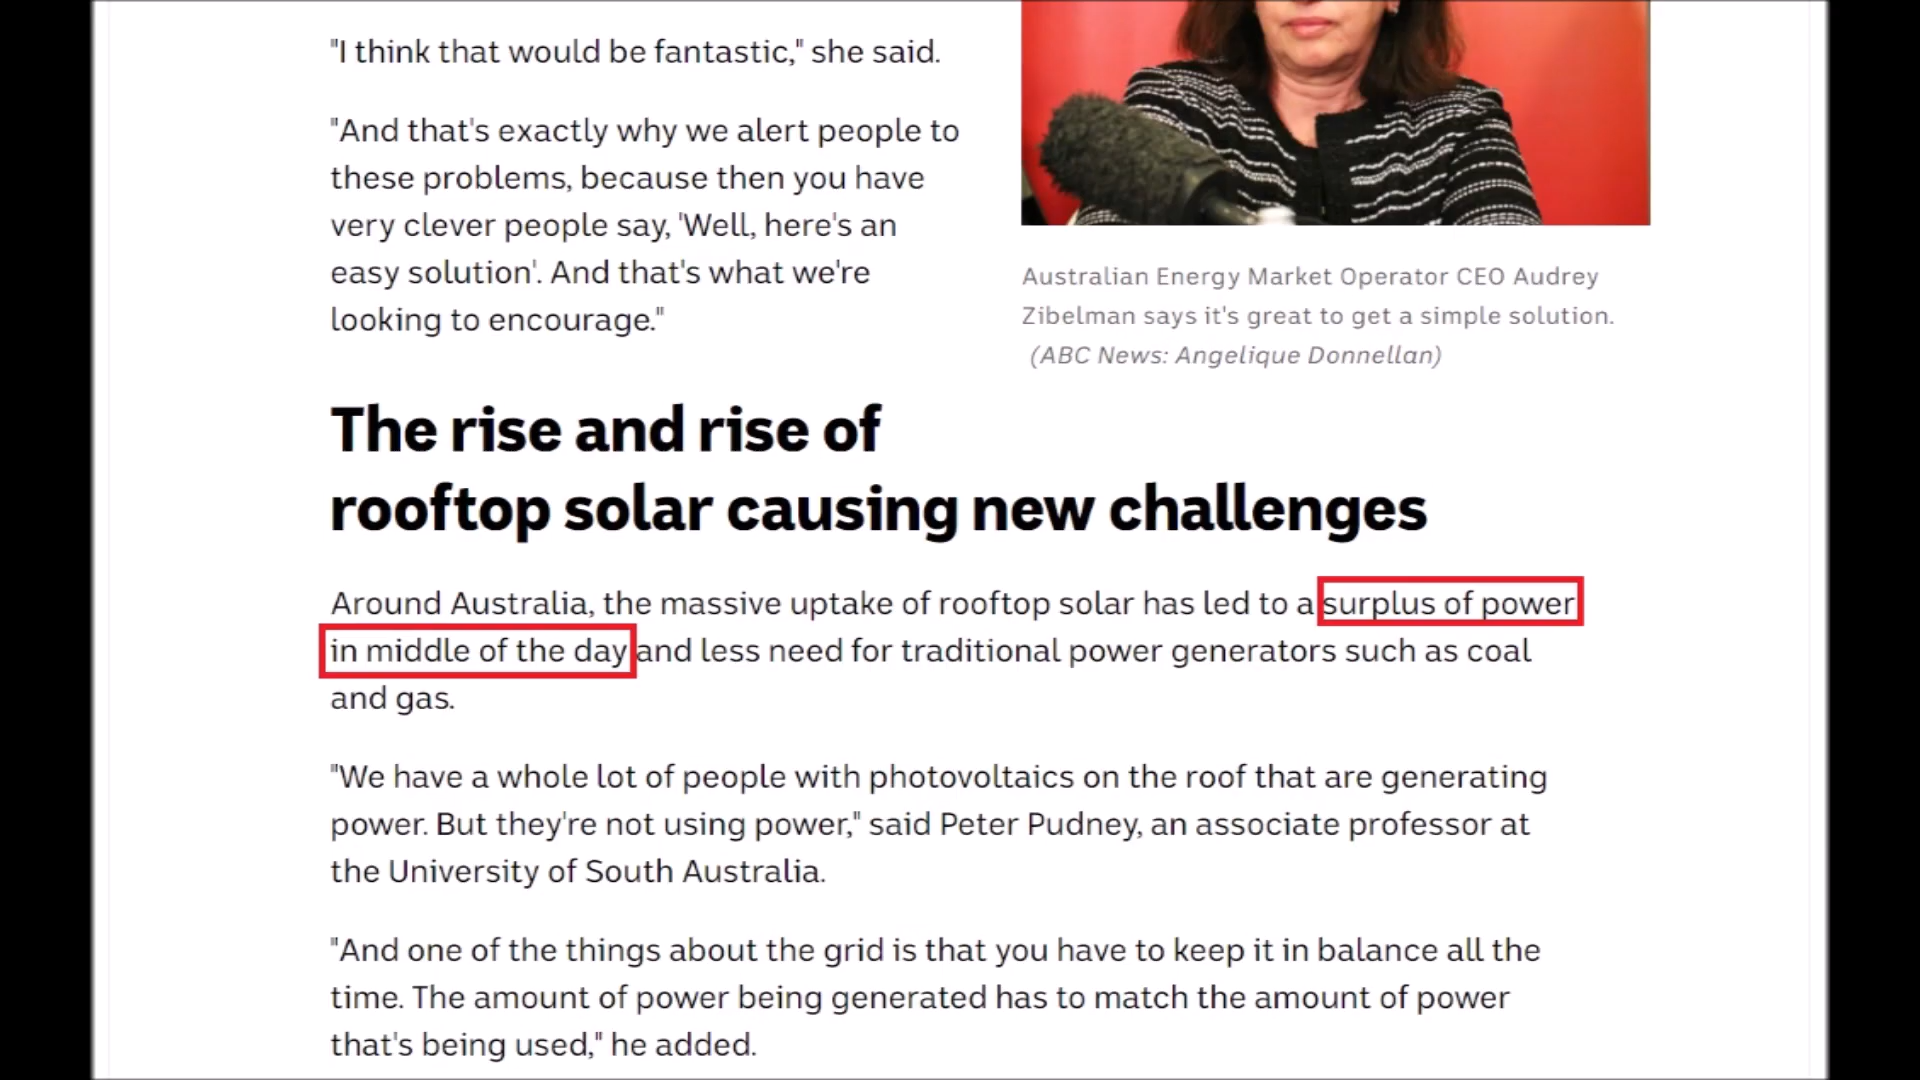 "I think that would be fantastic," she said.
"And that's exactly why we alert people to
these problems, because then you have
very clever people say, 'Well, here's an
easy solution'. And that's what we're
looking to encourage."
Australian Energy Market Operator CEO Audrey
Zibelman says it's great to get a simple solution.
(ABC News: Angelique Donnellan)
The rise and rise of
rooftop solar causing new challenges
Around Australia, the massive uptake of rooftop solar has led to a surplus of power
in middle of the day and less need for traditional power generators such as coal
and gas.
"We have a whole lot of people with photovoltaics on the roof that are generating
power. But they're not using power," said Peter Pudney, an associate professor at
the University of South Australia.
"And one of the things about the grid is that you have to keep it in balance all the
time. The amount of power being generated has to match the amount of power
that's being used," he added.